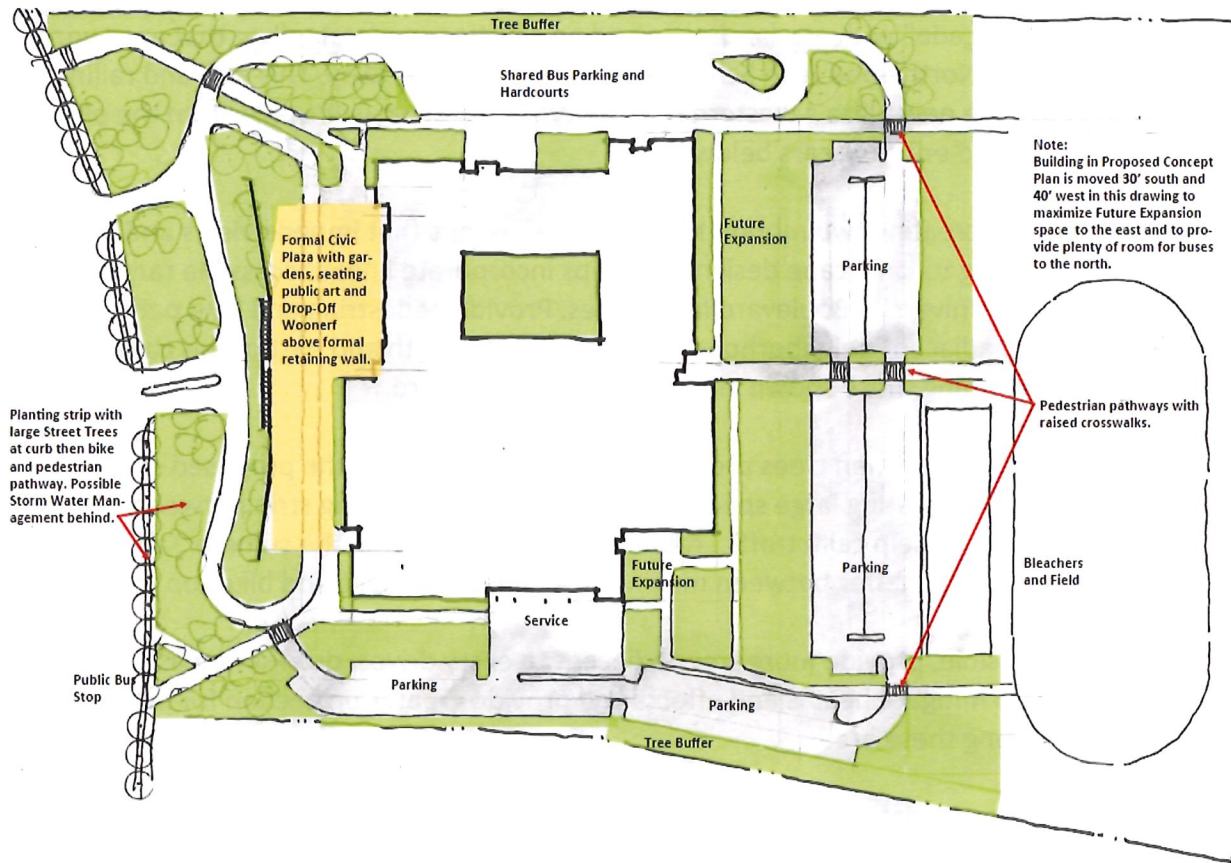 Tree Buffer
Shared Bus Parking and
Hardcourts
Note:
Building in Proposed Concept
Plan is moved 30' south and
40' west in this drawing to
maximize Future Expansion
space to the east and to pro-
vide plenty of room for buses
to the north.
Formal Civic
Plaza with gar-
dens, seating,
public art and
Drop-Off
Woonerf
above formal
retaining wall.
Future
Expansion
Parking
Planting strip with
large Street Trees
at curb then bike
and pedestrian
pathway. Possible
Storm Water Man-
agement behind.
Pedestrian pathways with
raised crosswalks.
Future
Expansion
Parking
Bleachers
and Field
Service
Public Bus
Stop
Parking
Parking
Tree Buffer